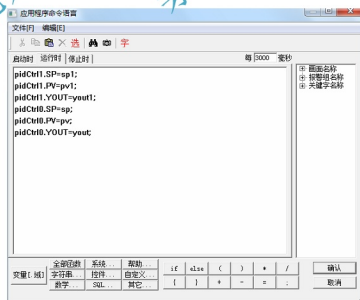 应用程序命令语言
文件[F] 编辑[E]
选 字
启动时 运行时 停止时 每 3000 毫秒
pidCtrl1.SP=sp1;
pidCtrl1.PV=pv1;
pidCtrl1.YOUT=yout1;
pidCtrl0.SP=sp;
pidCtrl0.PV=pv;
pidCtrl0.YOUT=yout;
画面名称
报警组名称
关键字名称
变量[.域]
全部函数 系统... 帮助...
字符串... 控件... 自定义...
数学... SQL... 其它...
if else ( ) * /
{ } + - = ;
确认
取消